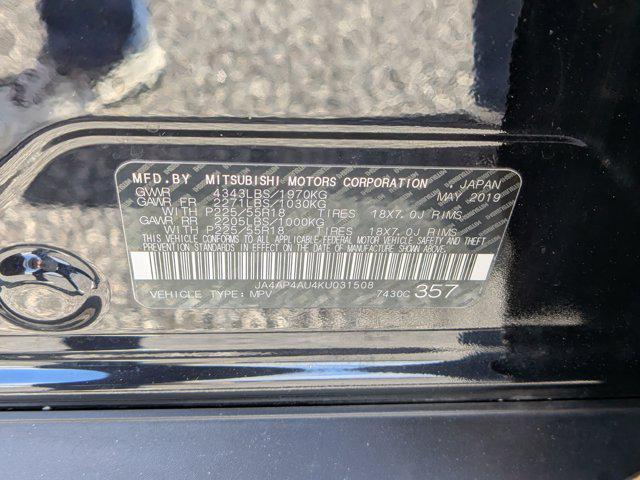 MFD.BY MITSUBISHI MOTORS CORPORATION , JAPAN
GVWR 4343LBS/1970KG MAY 2019
GAWR FR 2271LBS/1030KG
WITH P225/55R18 TIRES 18X7.0J RIMS
GAWR RR 2205LBS/1000KG
WITH P225/55R18 TIRES 18X7.0J RIMS
THIS VEHICLE CONFORMS TO ALL APPLICABLE FEDERAL MOTOR VEHICLE SAFETY AND THEFT
PREVENTION STANDARDS IN EFFECT ON THE DATE OF MANUFACTURE SHOWN ABOVE.
JA4AP4AU4KU031508
VEHICLE TYPE: MPV 7430C 357